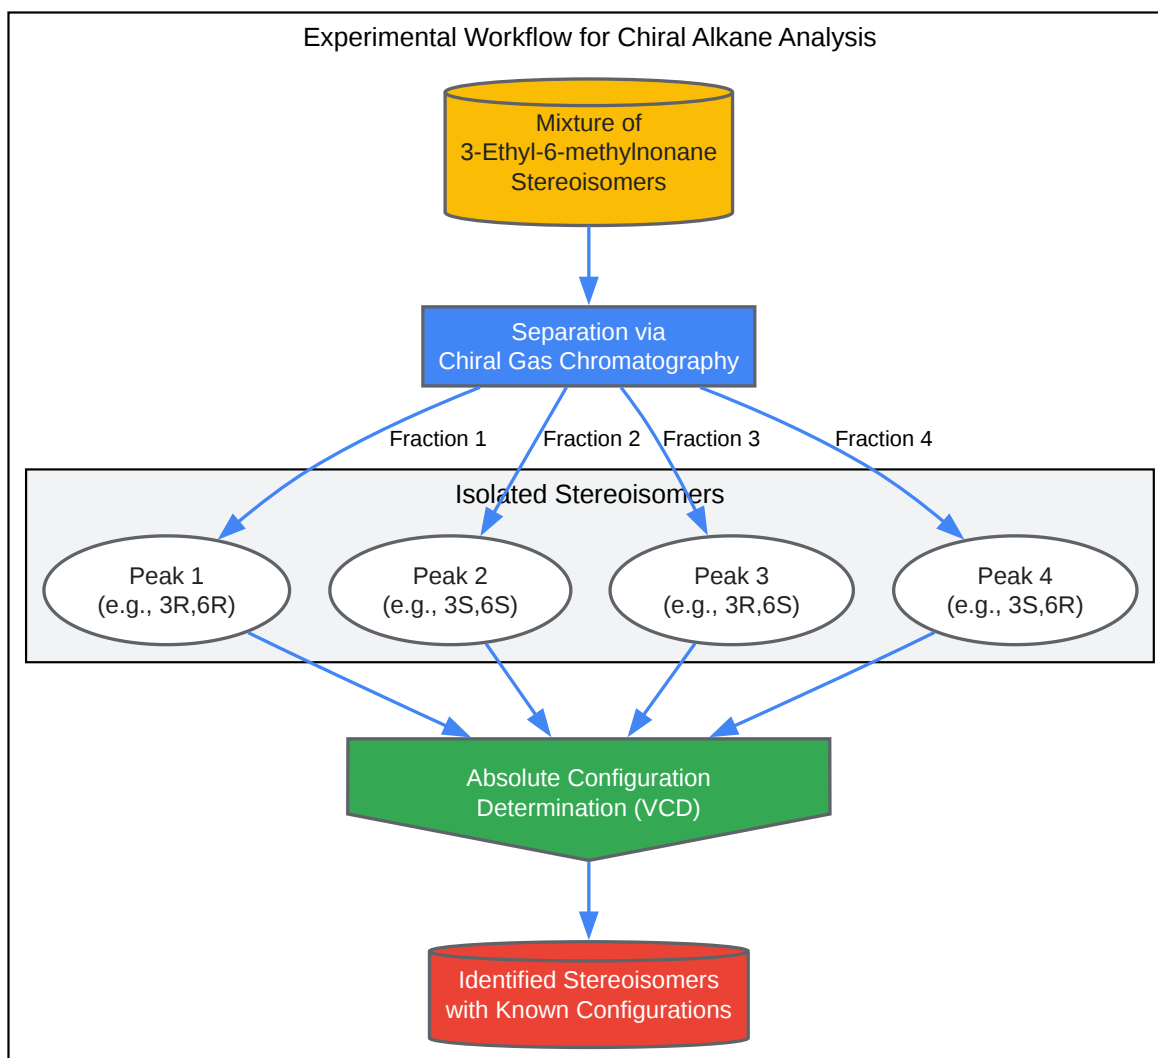 Experimental Workflow for Chiral Alkane Analysis
Mixture of
3-Ethyl-6-methylnonane
Stereoisomers
Separation via
Chiral Gas Chromatography
Fraction 1
Fraction 2
Fraction 3
Fraction 4
Isolated Stereoisomers
Peak 1
(e.g., 3R,6R)
Peak 2
(e.g., 3S,6S)
Peak 3
(e.g., 3R,6S)
Peak 4
(e.g., 3S,6R)
Absolute Configuration
Determination (VCD)
Identified Stereoisomers
with Known Configurations